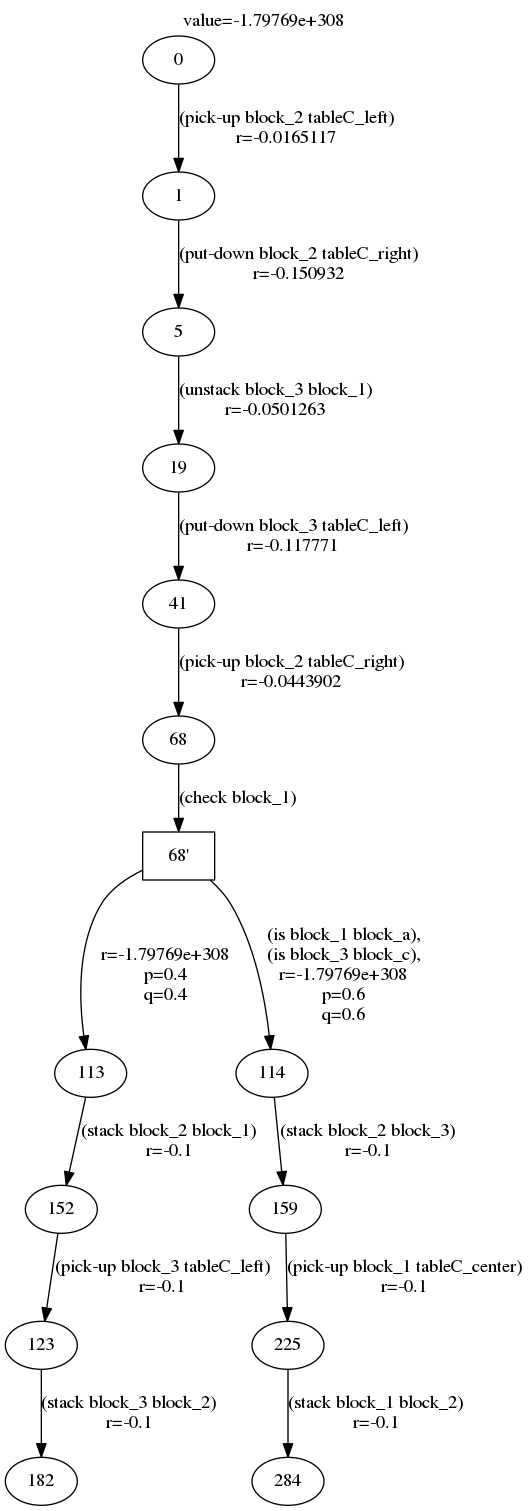 value=-1.79769e+308
0
(pick-up block_2 tableC_left)
r=-0.0165117
1
(put-down block_2 tableC_right)
r=-0.150932
5
(unstack block_3 block_1)
r=-0.0501263
19
(put-down block_3 tableC_left)
r=-0.117771
41
(pick-up block_2 tableC_right)
r=-0.0443902
68
(check block_1)
68'
r=-1.79769e+308
p=0.4
q=0.4
(is block_1 block_a),
(is block_3 block_c),
r=-1.79769e+308
p=0.6
q=0.6
113
114
(stack block_2 block_1)
r=-0.1
(stack block_2 block_3)
r=-0.1
152
159
(pick-up block_3 tableC_left)
r=-0.1
(pick-up block_1 tableC_center)
r=-0.1
123
225
(stack block_3 block_2)
r=-0.1
(stack block_1 block_2)
r=-0.1
182
284